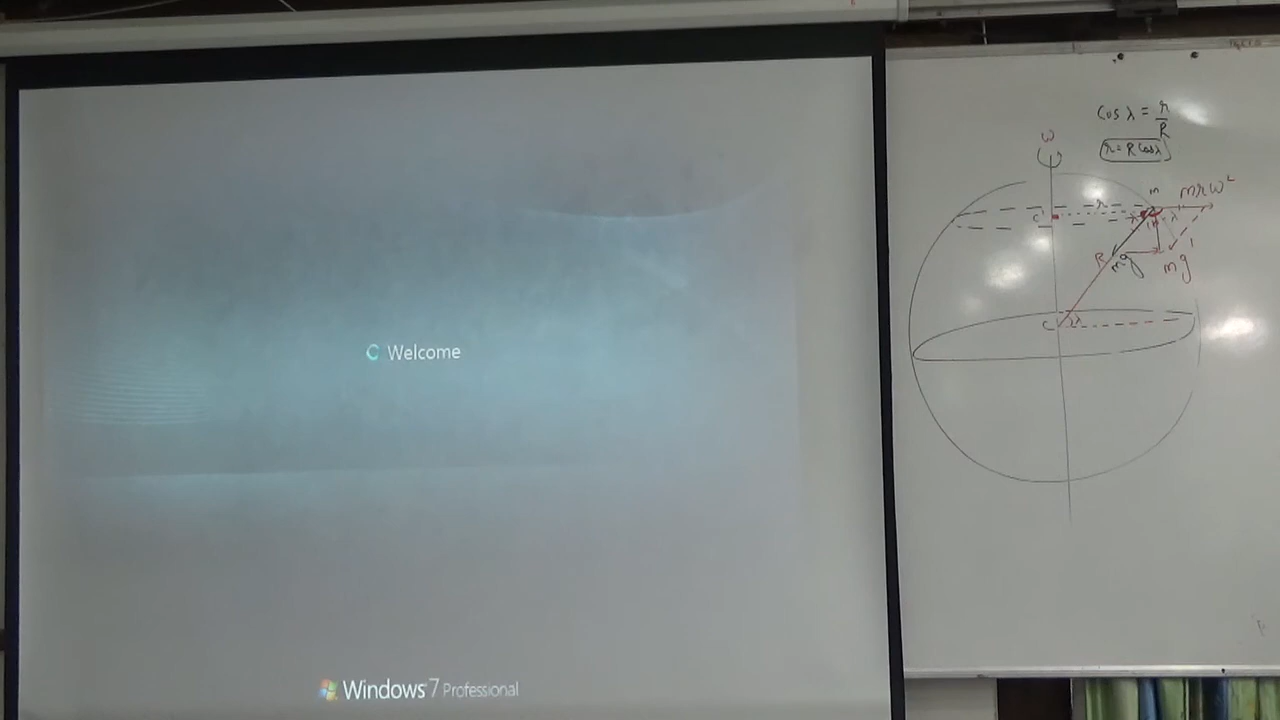 Welcome
Windows 7 Professional
Cos λ = r/R
r = R Cos λ
ω
m
mrω²
r
C'
λ
λ
R
mg
mg'
C
λ